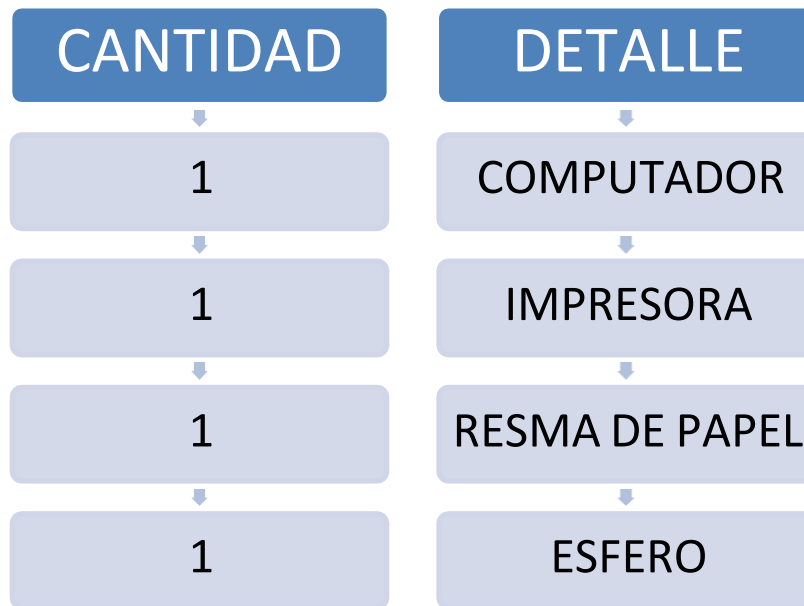 CANTIDAD DETALLE
1 COMPUTADOR
1 IMPRESORA
1 RESMA DE PAPEL
1 ESFERO